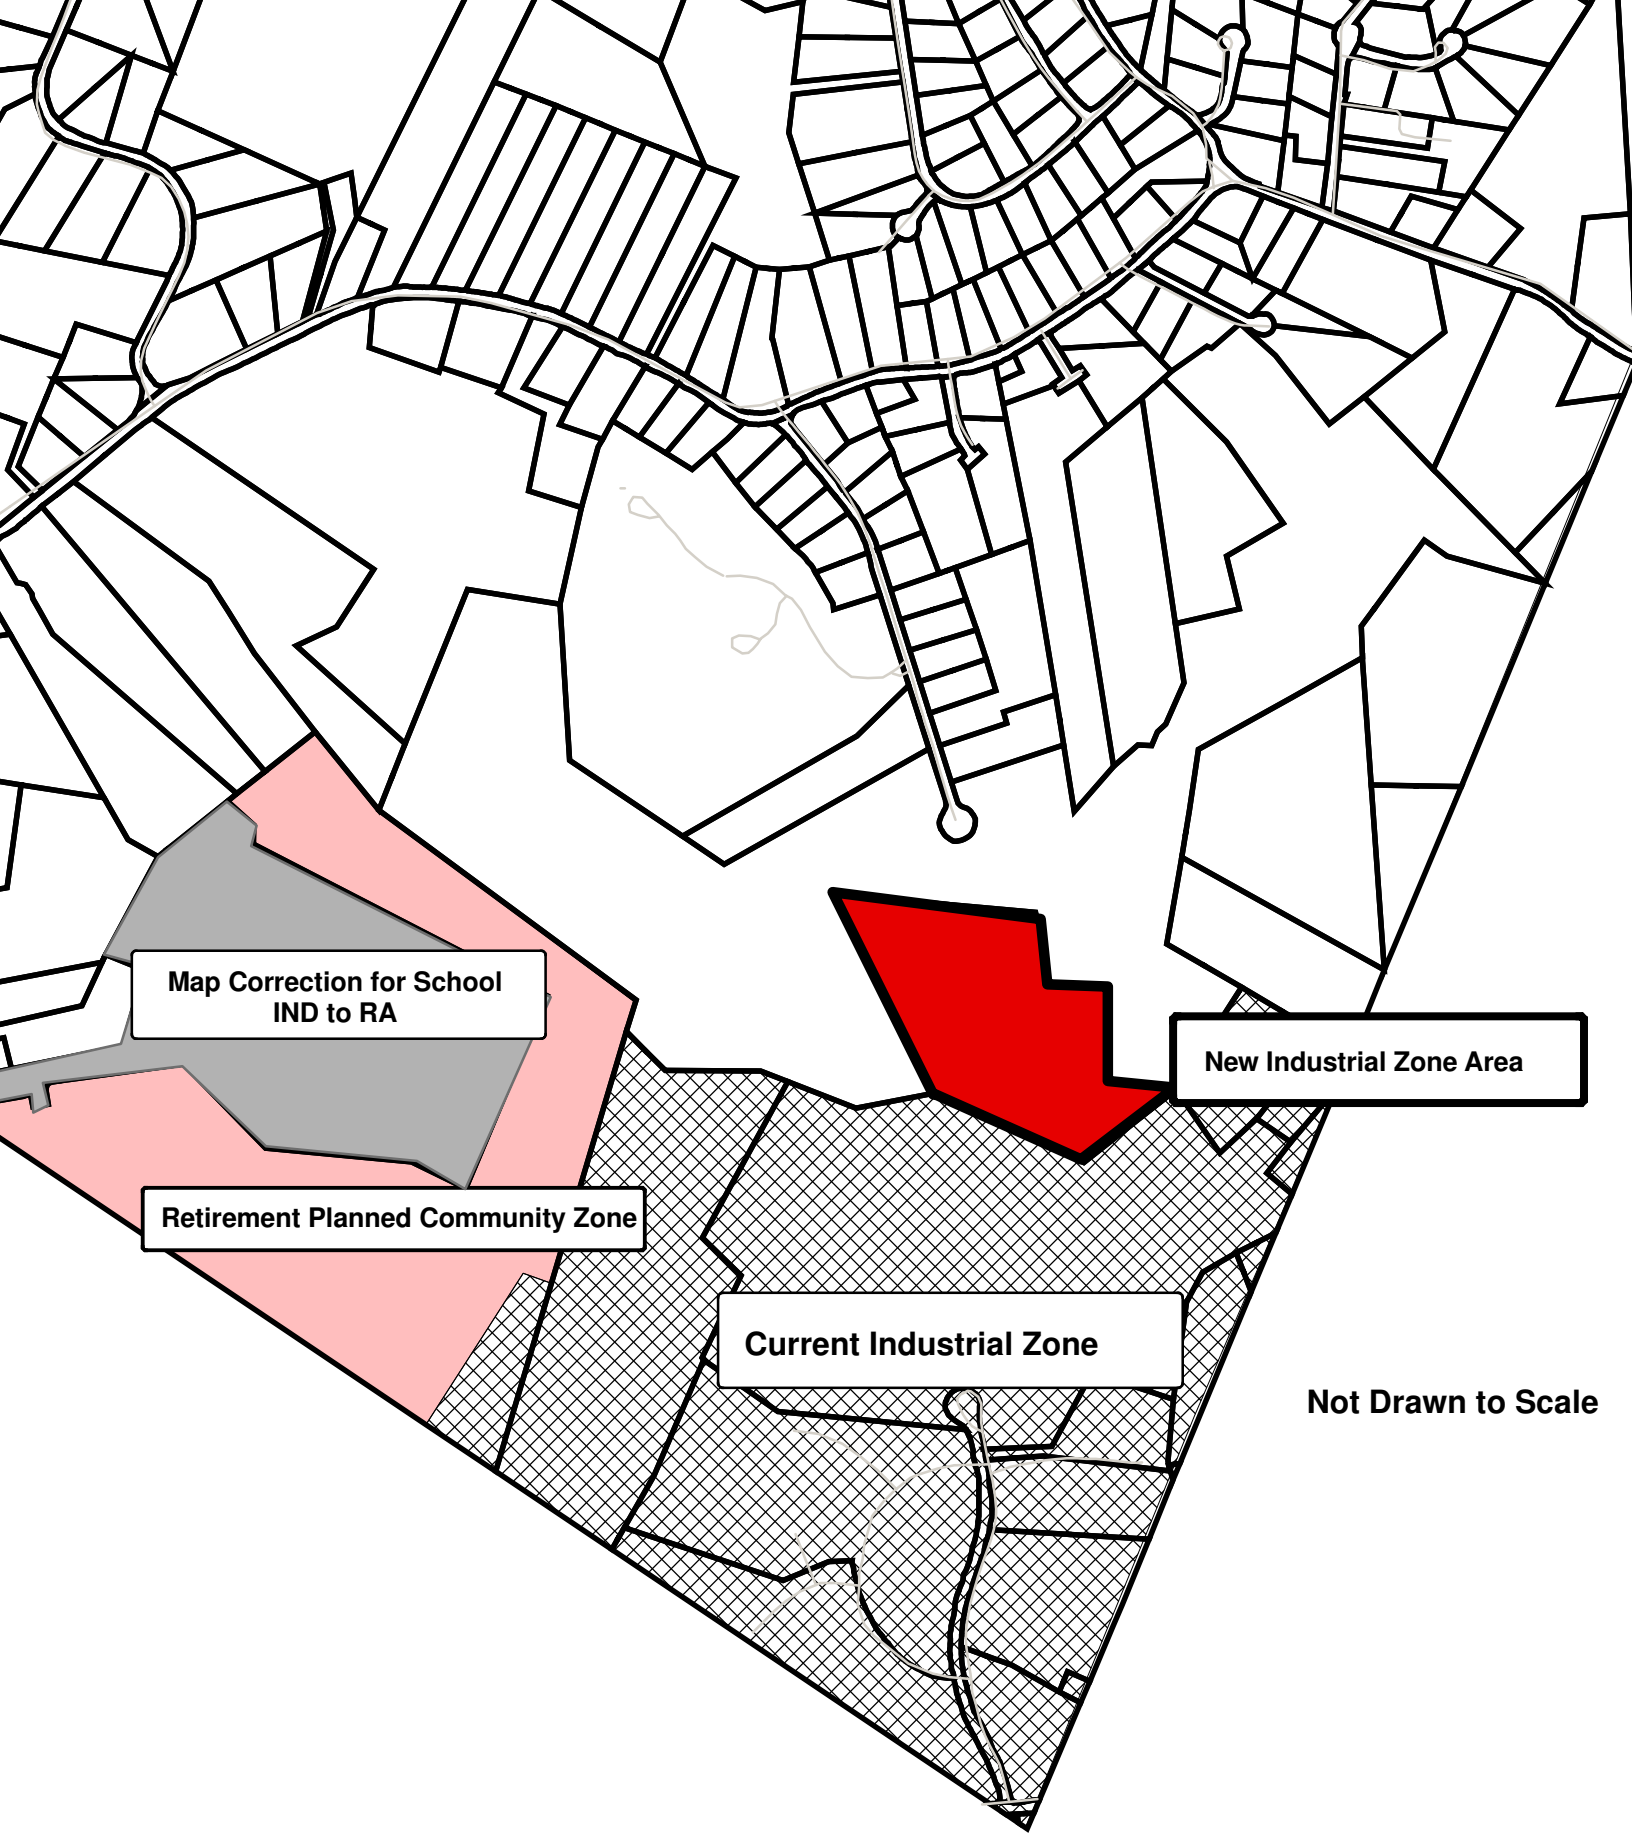 Map Correction for School
IND to RA
New Industrial Zone Area
Retirement Planned Community Zone
Current Industrial Zone
Not Drawn to Scale